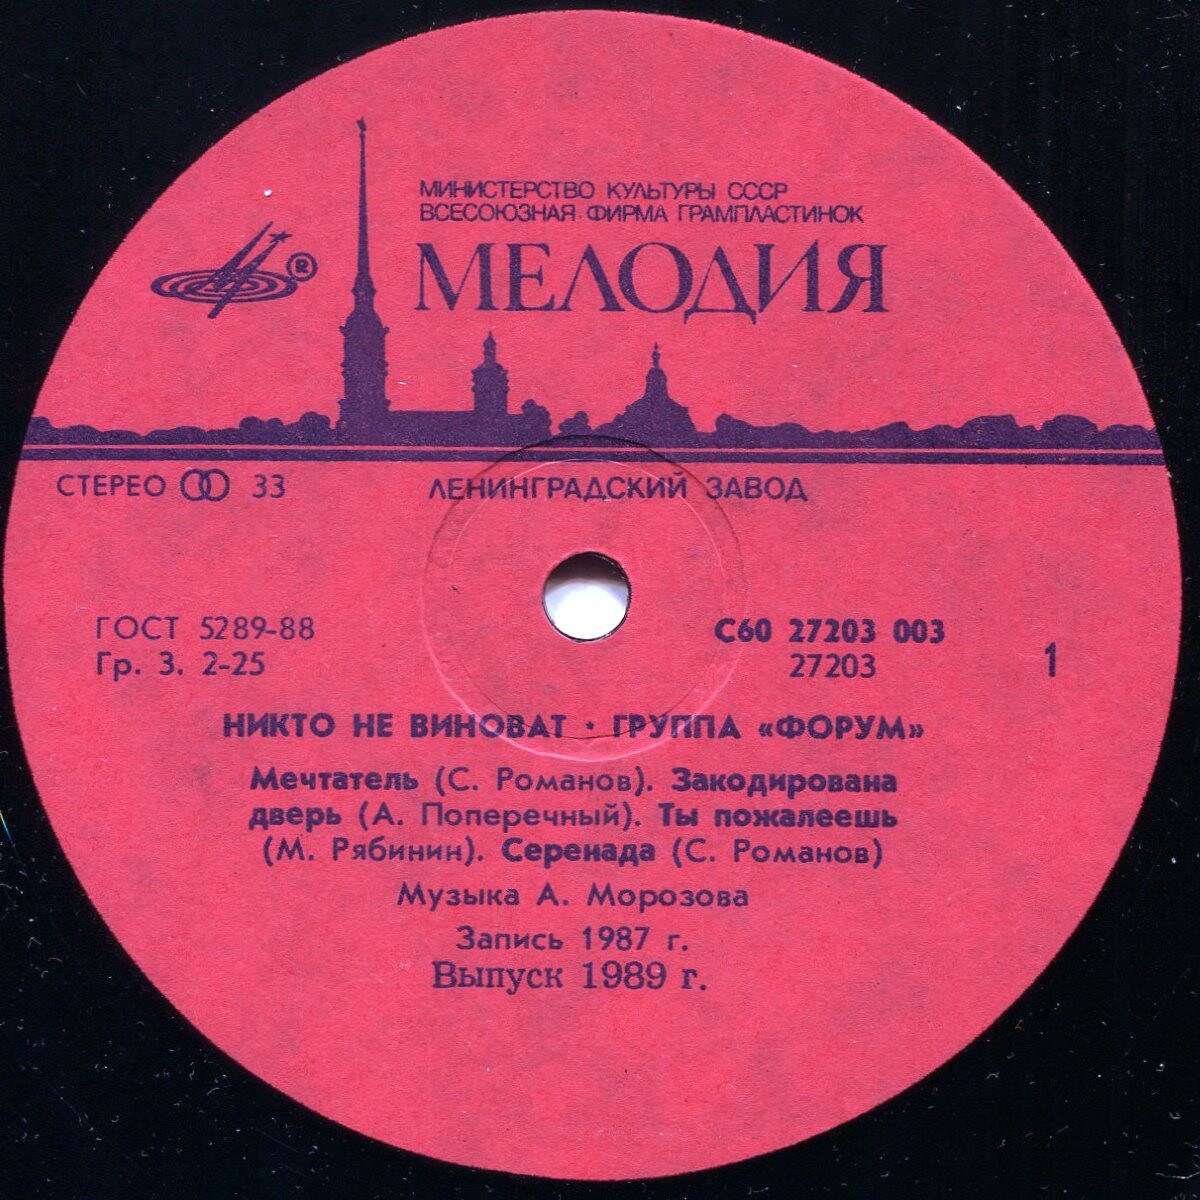 МИНИСТЕРСТВО КУЛЬТУРЫ СССР
ВСЕСОЮЗНАЯ ФИРМА ГРАМПЛАСТИНОК
® МЕЛОДИЯ
СТЕРЕО 33 ЛЕНИНГРАДСКИЙ ЗАВОД
ГОСТ 5289-88 С60 27203 003
Гр. 3. 2-25 27203 1
НИКТО НЕ ВИНОВАТ · ГРУППА «ФОРУМ»
Мечтатель (С. Романов). Закодирована
дверь (А. Поперечный). Ты пожалеешь
(М. Рябинин). Серенада (С. Романов)
Музыка А. Морозова
Запись 1987 г.
Выпуск 1989 г.